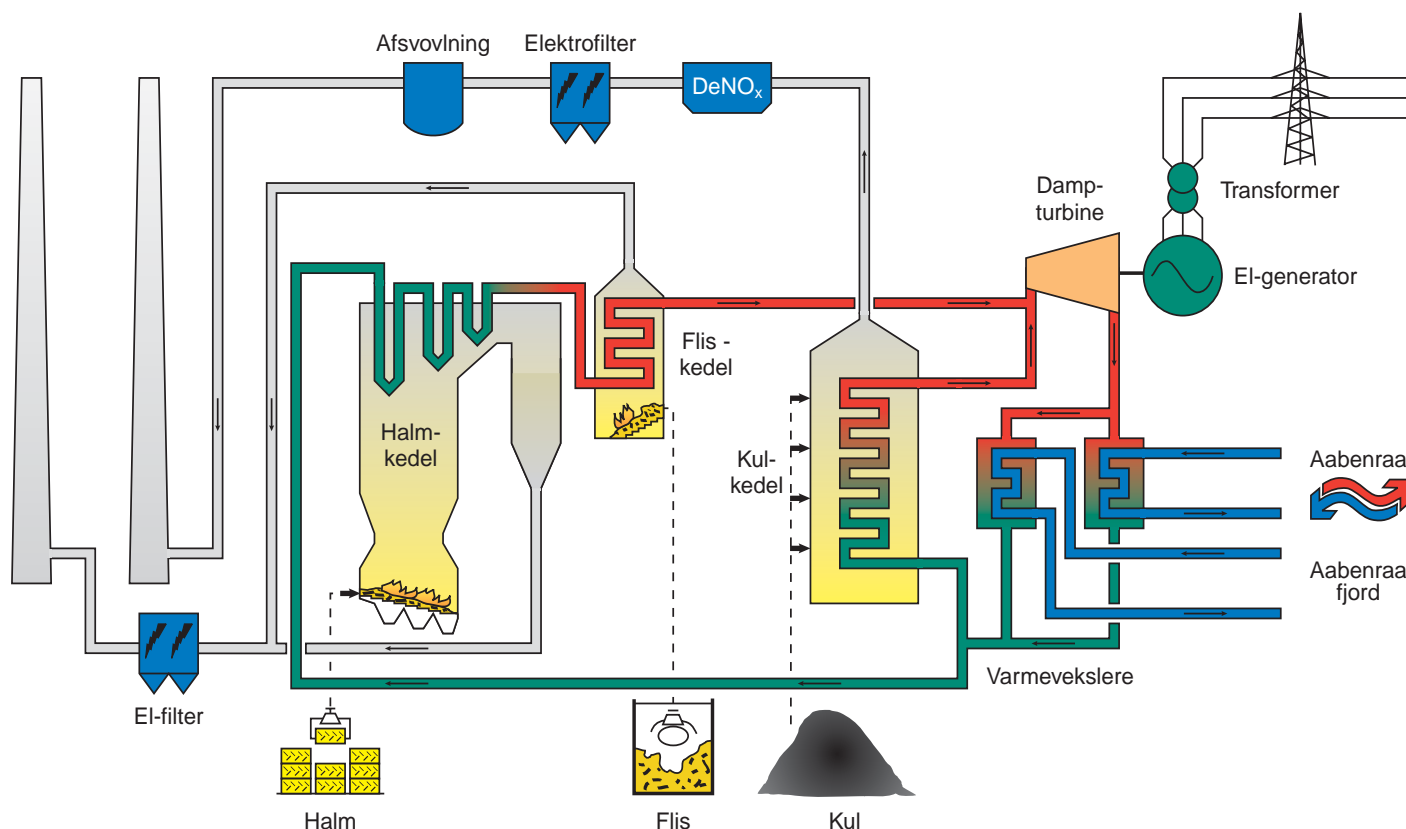 Afsvovlning
Elektrofilter
DeNOx
Damp-
turbine
Transformer
El-generator
Flis -
kedel
Halm-
kedel
Kul-
kedel
Aabenraa
Aabenraa
fjord
Varmevekslere
El-filter
Halm
Flis
Kul